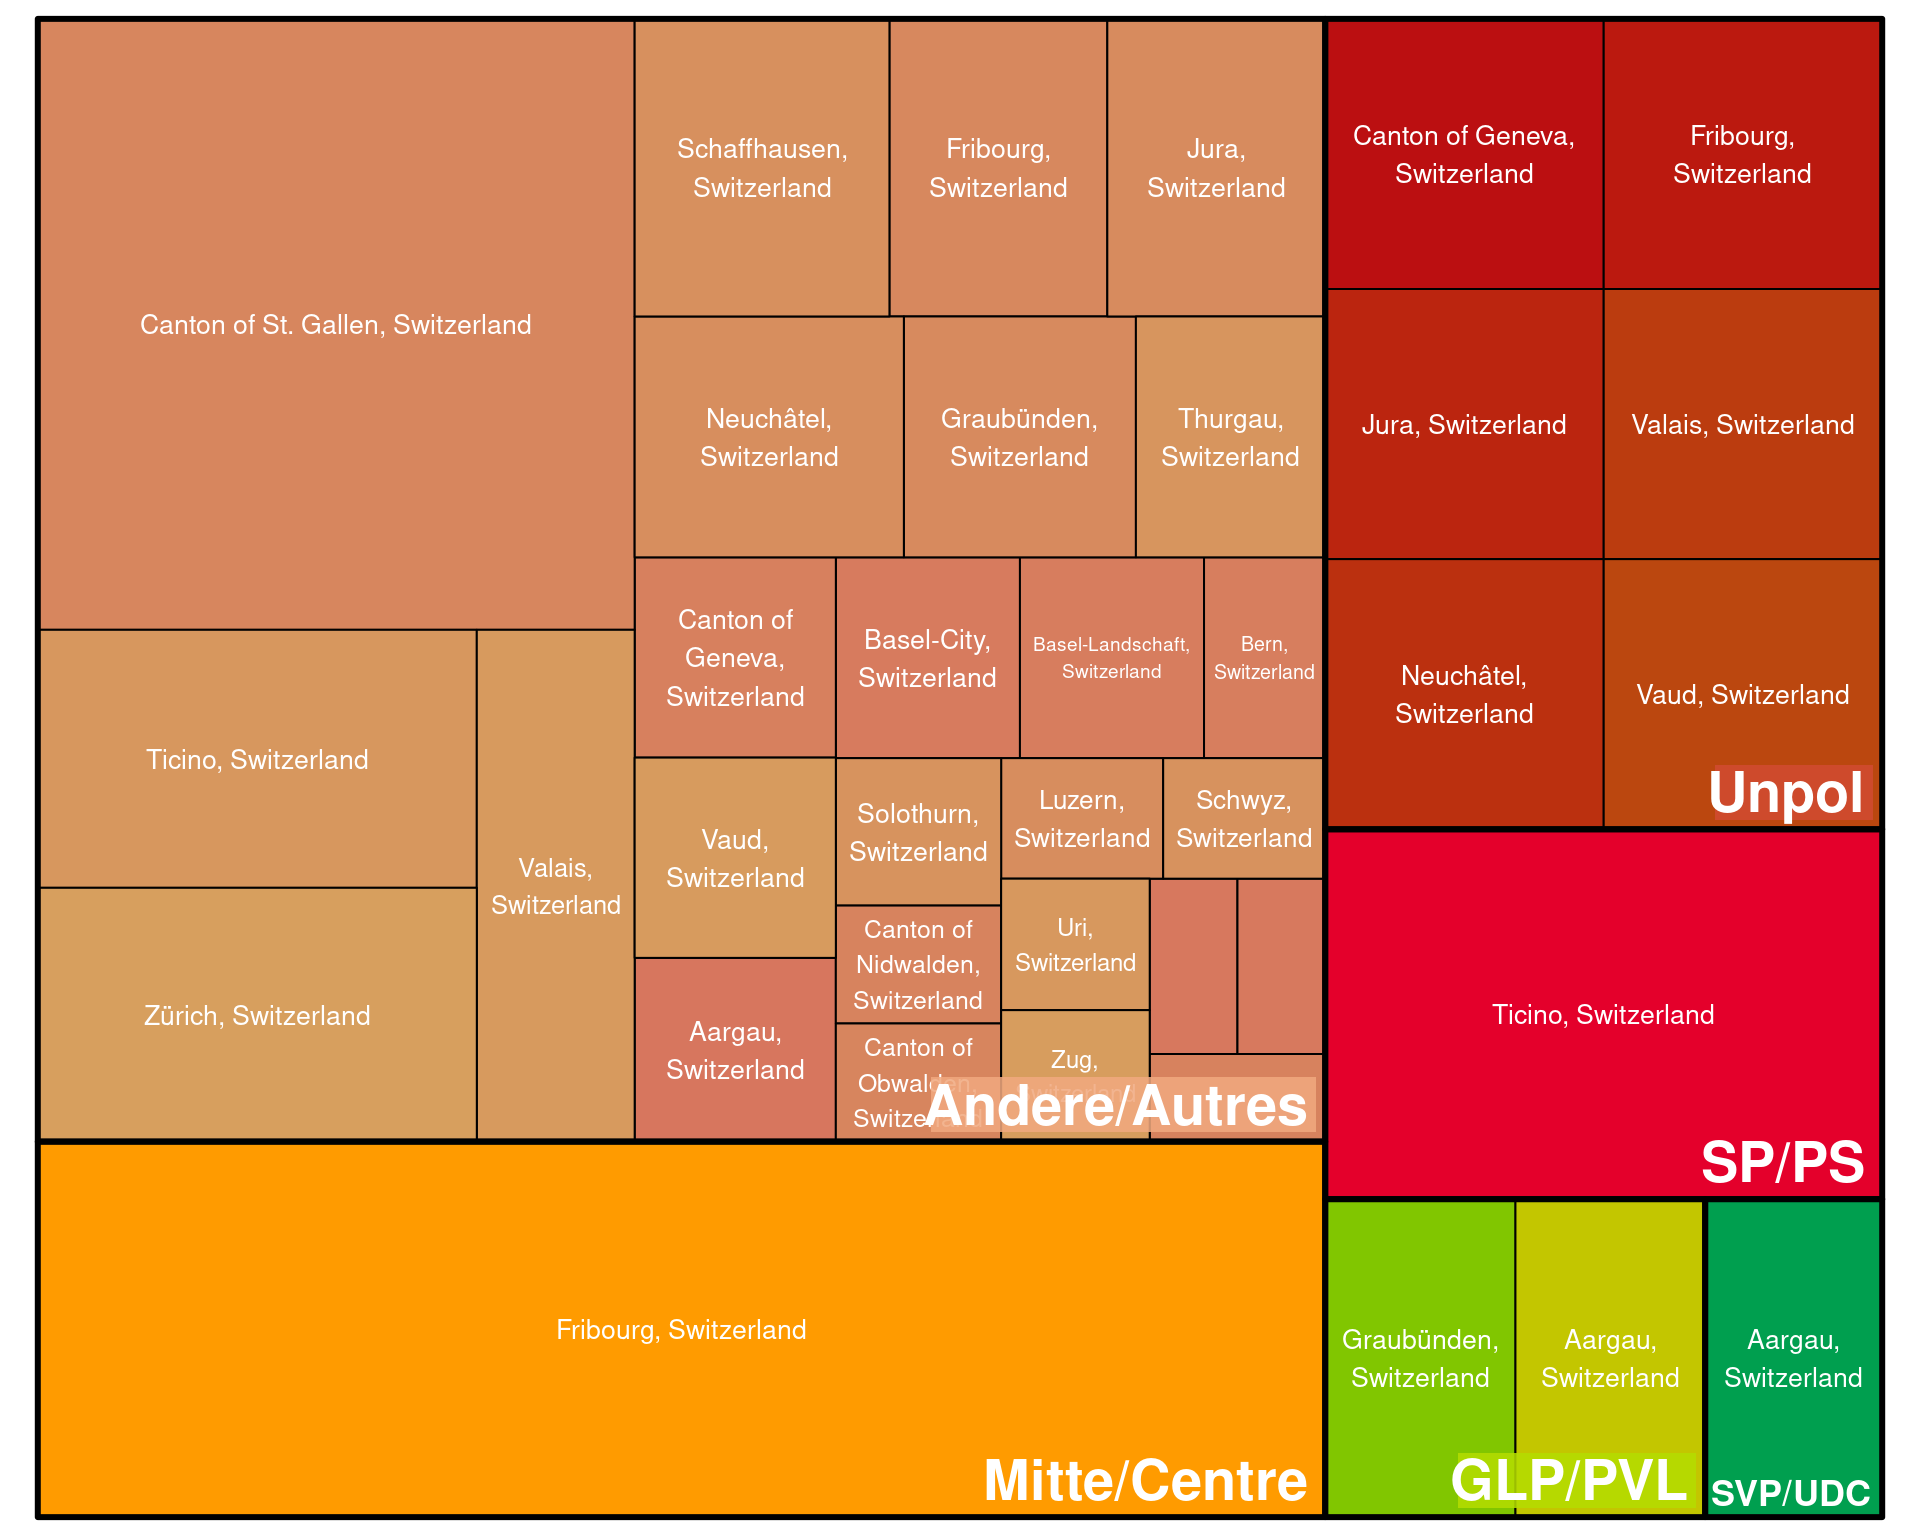 Canton of St. Gallen, Switzerland
Schaffhausen,
Switzerland
Fribourg,
Switzerland
Jura,
Switzerland
Neuchâtel,
Switzerland
Graubünden,
Switzerland
Thurgau,
Switzerland
Ticino, Switzerland
Zürich, Switzerland
Valais,
Switzerland
Canton of
Geneva,
Switzerland
Basel-City,
Switzerland
Basel-Landschaft,
Switzerland
Bern,
Switzerland
Vaud,
Switzerland
Aargau,
Switzerland
Solothurn,
Switzerland
Luzern,
Switzerland
Schwyz,
Switzerland
Canton of
Nidwalden,
Switzerland
Uri,
Switzerland
Canton of
Obwalden,
Switzerland
Zug,
Switzerland
Andere/Autres
Fribourg, Switzerland
Mitte/Centre
Canton of Geneva,
Switzerland
Fribourg,
Switzerland
Jura, Switzerland
Valais, Switzerland
Neuchâtel,
Switzerland
Vaud, Switzerland
Unpol
Ticino, Switzerland
SP/PS
Graubünden,
Switzerland
Aargau,
Switzerland
GLP/PVL
Aargau,
Switzerland
SVP/UDC